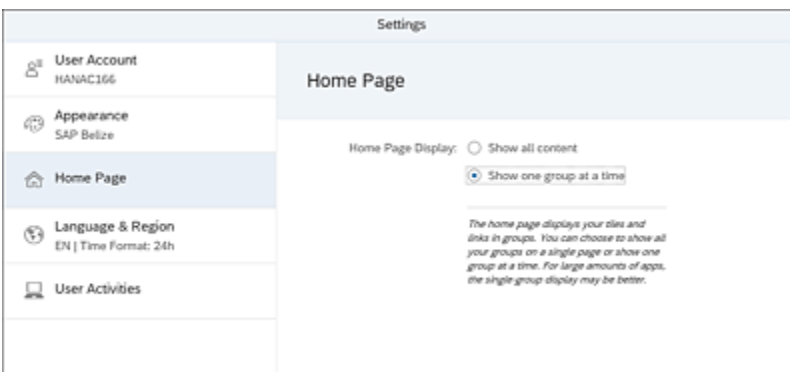 Settings
User Account
HANAC166
Appearance
SAP Belize
Home Page
Language & Region
EN | Time Format: 24h
User Activities
Home Page
Home Page Display:
Show all content
Show one group at a time
The home page displays your tiles and
links in groups. You can choose to show all
your groups on a single page or show one
group at a time. For large amounts of apps,
the single group display may be better.